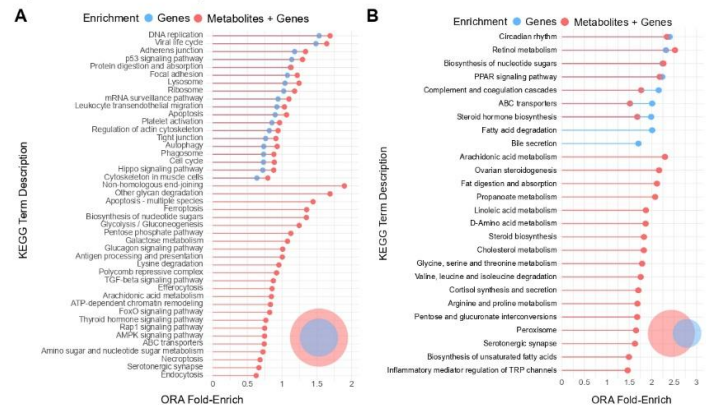 A
Enrichment Genes Metabolites + Genes
KEGG Term Description
DNA replication
Viral life cycle
Adherens junction
p53 signaling pathway
Protein digestion and absorption
Focal adhesion
Lysosome
Ribosome
mRNA surveillance pathway
Leukocyte transendothelial migration
Apoptosis
Platelet activation
Regulation of actin cytoskeleton
Tight junction
Autophagy
Phagosome
Cell cycle
Hippo signaling pathway
Cytoskeleton in muscle cells
Non-homologous end-joining
Other glycan degradation
Apoptosis - multiple species
Ferroptosis
Biosynthesis of nucleotide sugars
Glycolysis / Gluconeogenesis
Pentose phosphate pathway
Galactose metabolism
Glucagon signaling pathway
Antigen processing and presentation
Lysine degradation
Polycomb repressive complex
TGF-beta signaling pathway
Efferocytosis
Arachidonic acid metabolism
ATP-dependent chromatin remodeling
FoxO signaling pathway
Thyroid hormone signaling pathway
Rap1 signaling pathway
AMPK signaling pathway
ABC transporters
Amino sugar and nucleotide sugar metabolism
Necroptosis
Serotonergic synapse
Endocytosis
0 0.5 1 1.5 2
ORA Fold-Enrich
B
Enrichment Genes Metabolites + Genes
KEGG Term Description
Circadian rhythm
Retinol metabolism
Biosynthesis of nucleotide sugars
PPAR signaling pathway
Complement and coagulation cascades
ABC transporters
Steroid hormone biosynthesis
Fatty acid degradation
Bile secretion
Arachidonic acid metabolism
Ovarian steroidogenesis
Fat digestion and absorption
Propanoate metabolism
Linoleic acid metabolism
D-Amino acid metabolism
Steroid biosynthesis
Cholesterol metabolism
Glycine, serine and threonine metabolism
Valine, leucine and isoleucine degradation
Cortisol synthesis and secretion
Arginine and proline metabolism
Pentose and glucuronate interconversions
Peroxisome
Serotonergic synapse
Biosynthesis of unsaturated fatty acids
Inflammatory mediator regulation of TRP channels
0 0.5 1 1.5 2 2.5 3
ORA Fold-Enrich